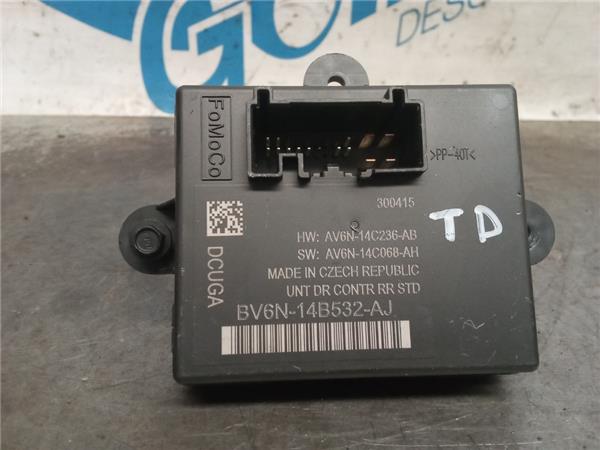 FoMoCo
>PP-40T<
300415
TD
HW: AV6N-14C236-AB
SW: AV6N-14C068-AH
MADE IN CZECH REPUBLIC
UNT DR CONTR RR STD
DCUGA
BV6N-14B532-AJ